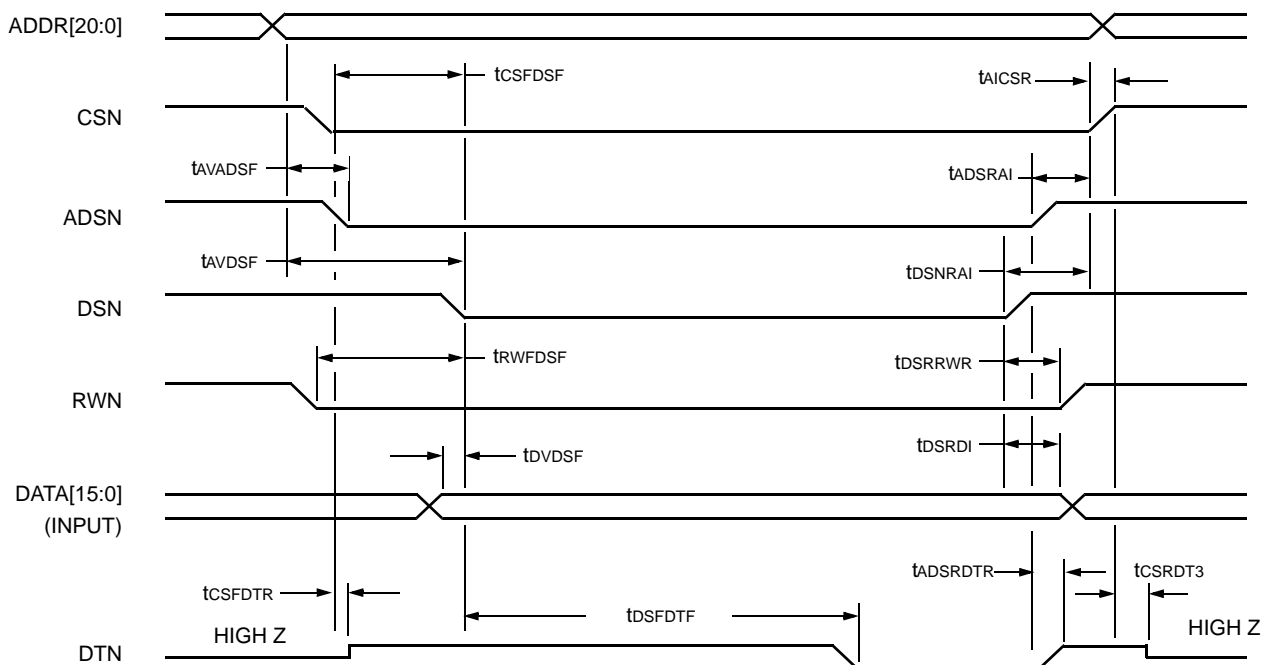 ADDR[20:0]
tCSFDSF
tAICSR
CSN
tAVADSF
tADSRAI
ADSN
tAVDSF
tDSNRAI
DSN
tRWFDSF
tDSRRWR
RWN
tDSRDI
tDVDSF
DATA[15:0]
(INPUT)
tADSRDTR
tCSRDT3
tCSFDTR
tDSFDTF
HIGH Z
HIGH Z
DTN